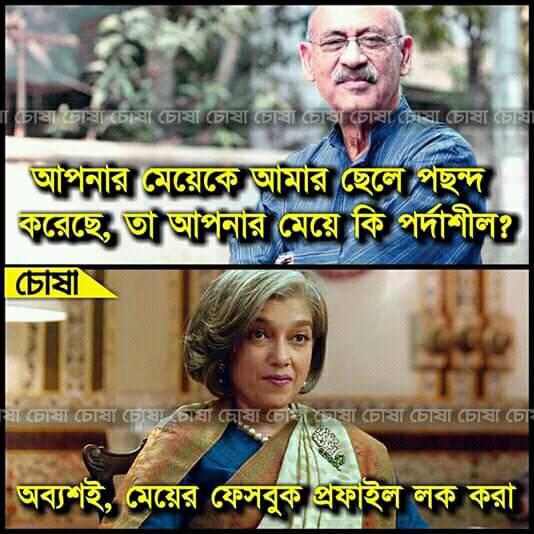 চোষা চোষা চোষা চোষা চোষা চোষা চোষা চোষা চোষা চোষা চোষা চোষা
আপনার মেয়েকে আমার ছেলে পছন্দ
করেছে, তা আপনার মেয়ে কি পর্দাশীল?
চোষা
চোষা চোষা চোষা চোষা চোষা চোষা চোষা চোষা চোষা চোষা চোষা
অব্যশই, মেয়ের ফেসবুক প্রফাইল লক করা